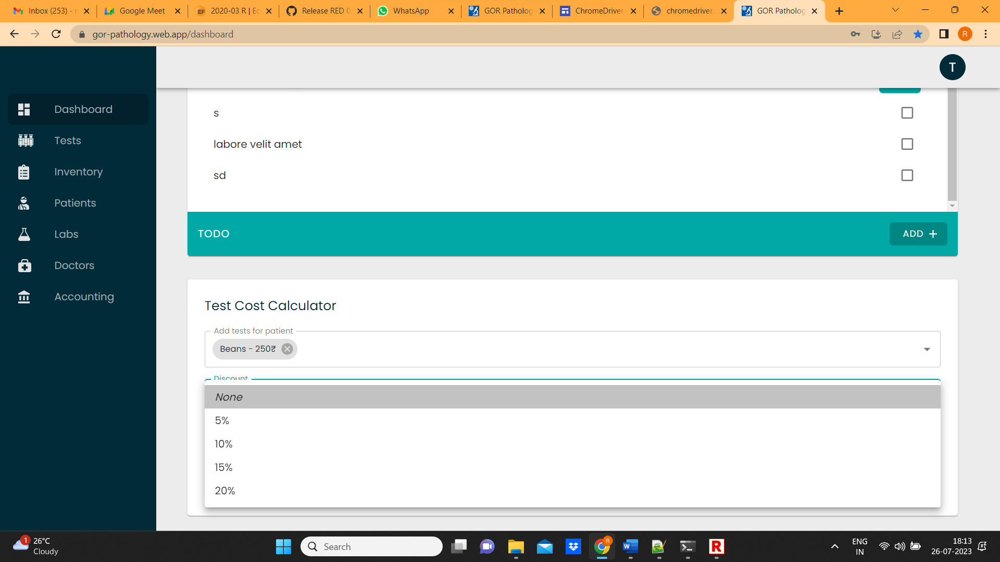 Inbox (253) - r
Google Meet
2020-03 R | Ec
Release RED 0
WhatsApp
GOR Patholog
ChromeDriver
chromedriver.
GOR Patholog
gor-pathology.web.app/dashboard
R
T
Dashboard
Tests
Inventory
Patients
Labs
Doctors
Accounting
s
labore velit amet
sd
TODO
ADD +
Test Cost Calculator
Add tests for patient
Beans - 250₹
Discount
None
5%
10%
15%
20%
1
26°C
Cloudy
Search
R
W
R
ENG
IN
18:13
26-07-2023